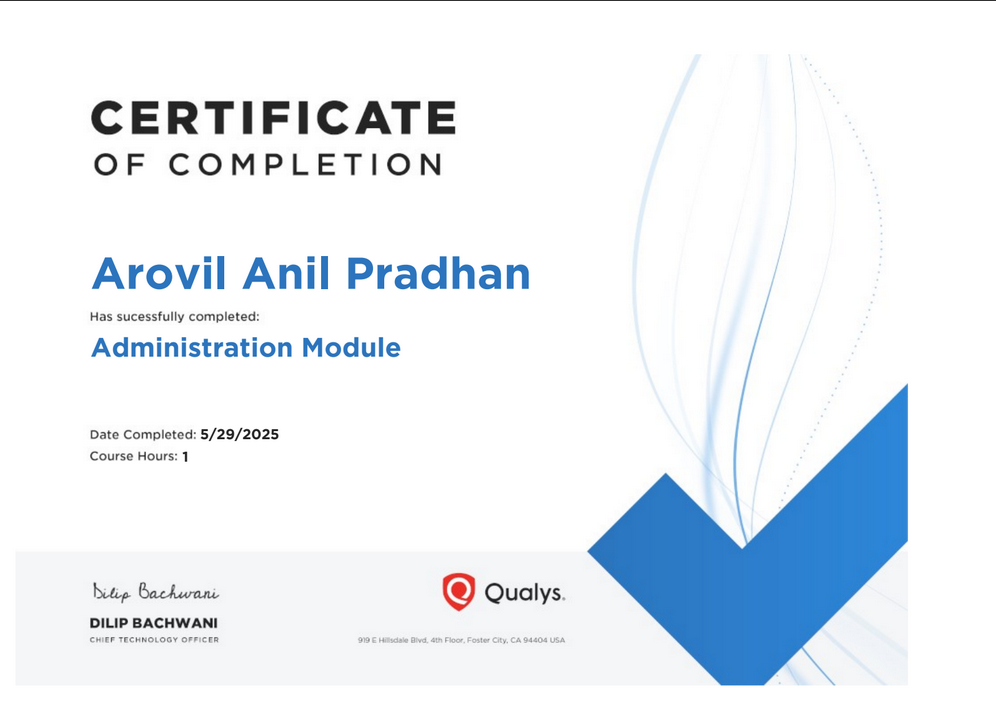 CERTIFICATE
OF COMPLETION
Arovil Anil Pradhan
Has sucessfully completed:
Administration Module
Date Completed: 5/29/2025
Course Hours: 1
Dilip Bachwani
DILIP BACHWANI
CHIEF TECHNOLOGY OFFICER
Qualys.
919 E Hillsdale Blvd, 4th Floor, Foster City, CA 94404 USA